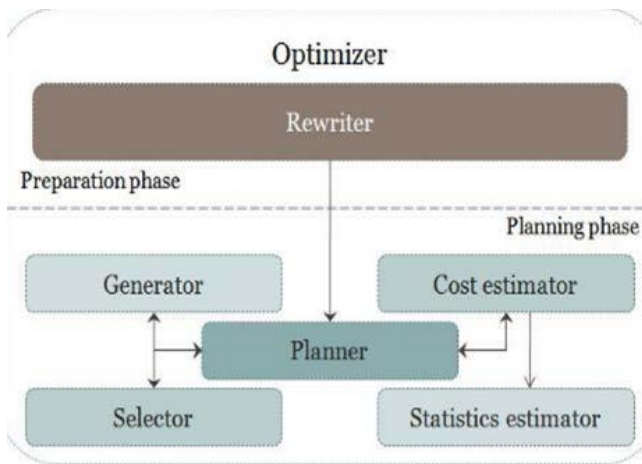 Optimizer
Rewriter
Preparation phase
Planning phase
Generator
Cost estimator
Planner
Selector
Statistics estimator